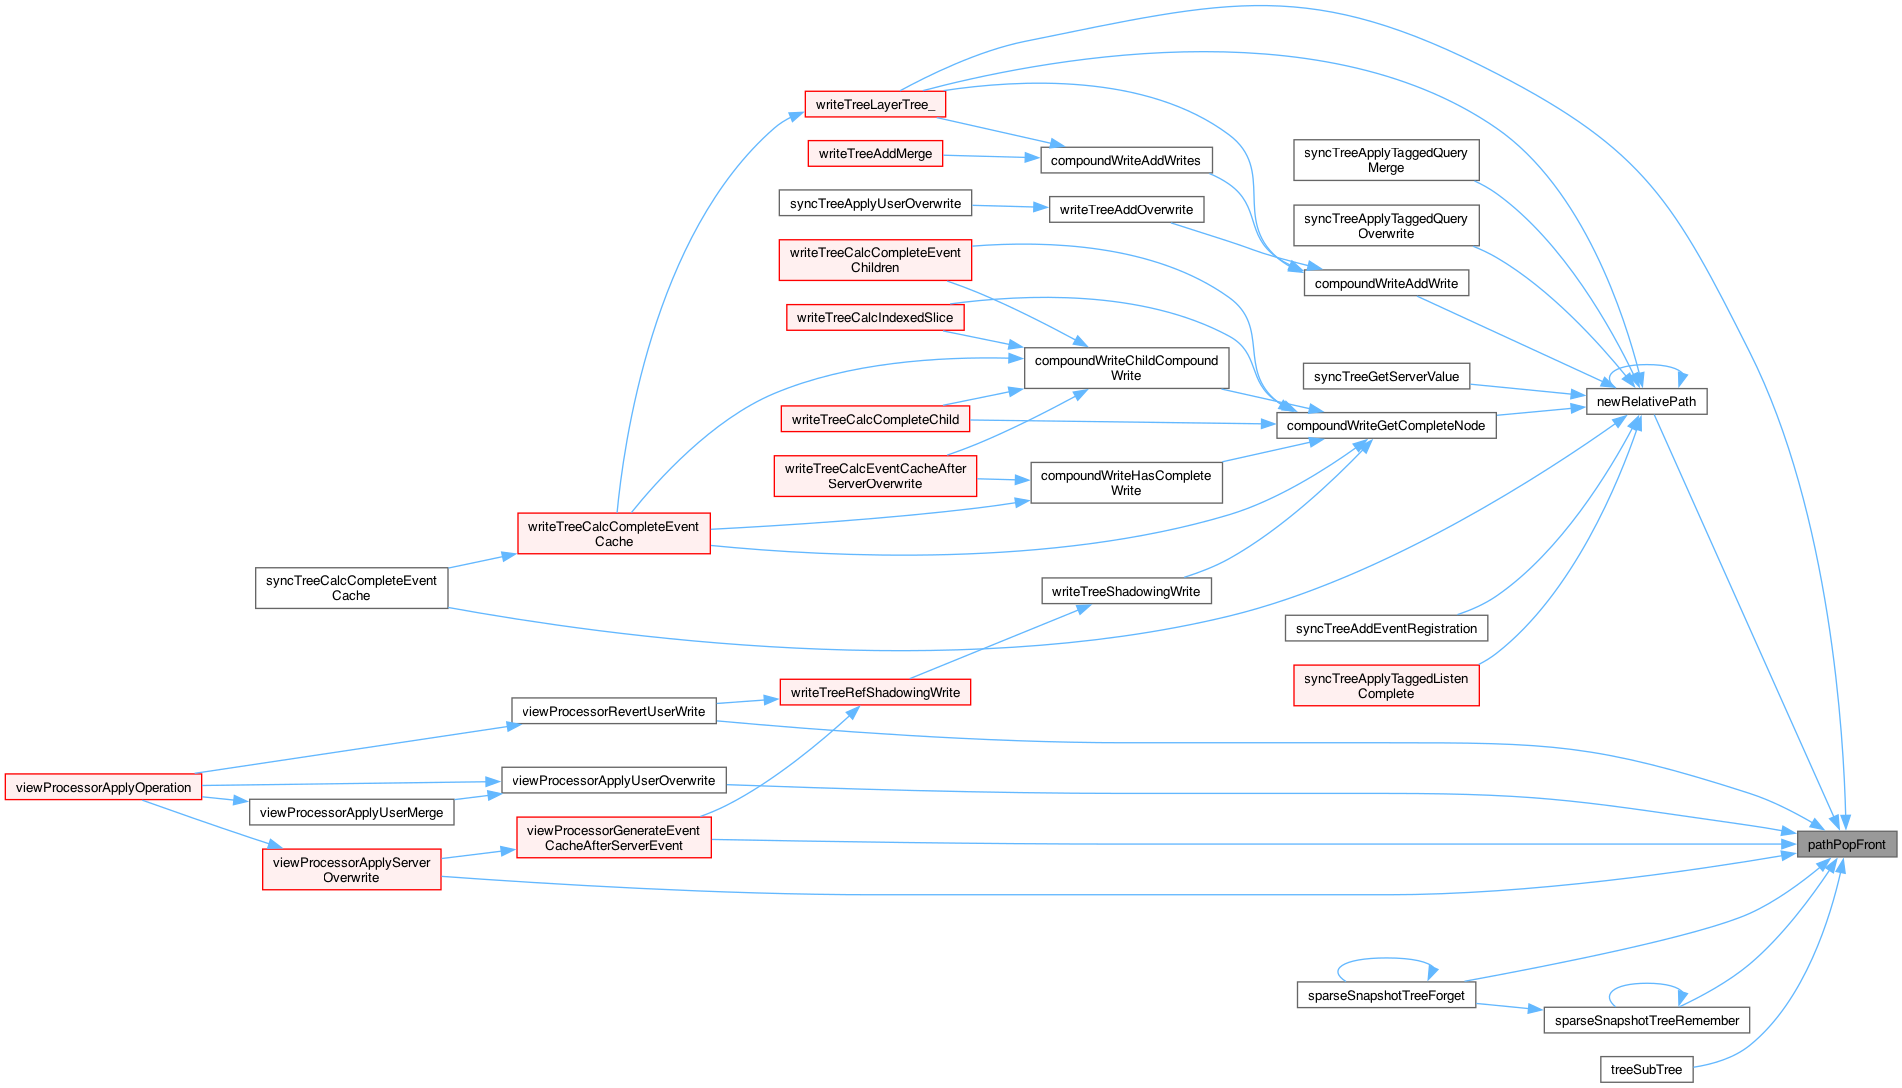 writeTreeLayerTree_
writeTreeAddMerge
compoundWriteAddWrites
syncTreeApplyTaggedQuery
Merge
syncTreeApplyUserOverwrite
writeTreeAddOverwrite
syncTreeApplyTaggedQuery
Overwrite
writeTreeCalcCompleteEvent
Children
compoundWriteAddWrite
writeTreeCalcIndexedSlice
compoundWriteChildCompound
Write
syncTreeGetServerValue
newRelativePath
writeTreeCalcCompleteChild
compoundWriteGetCompleteNode
writeTreeCalcEventCacheAfter
ServerOverwrite
compoundWriteHasComplete
Write
writeTreeCalcCompleteEvent
Cache
syncTreeCalcCompleteEvent
Cache
writeTreeShadowingWrite
syncTreeAddEventRegistration
syncTreeApplyTaggedListen
Complete
writeTreeRefShadowingWrite
viewProcessorRevertUserWrite
viewProcessorApplyOperation
viewProcessorApplyUserOverwrite
viewProcessorApplyUserMerge
viewProcessorGenerateEvent
CacheAfterServerEvent
viewProcessorApplyServer
Overwrite
pathPopFront
sparseSnapshotTreeForget
sparseSnapshotTreeRemember
treeSubTree